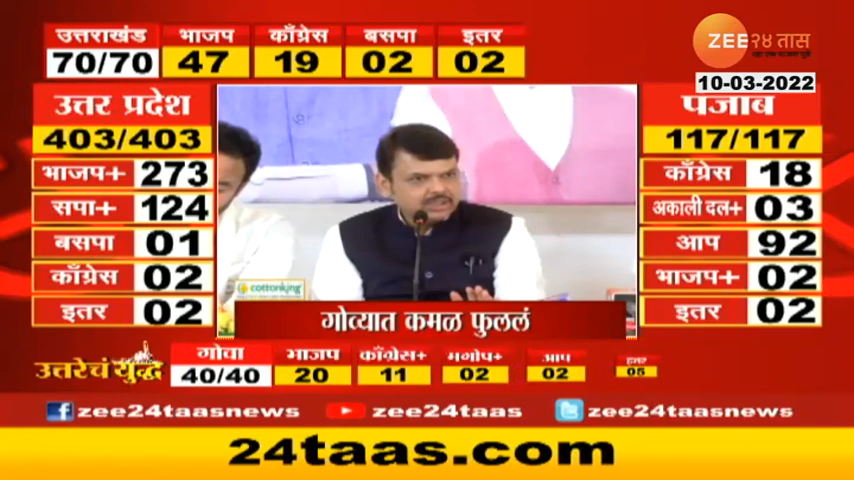 उत्तराखंड भाजप काँग्रेस बसपा इतर
70/70 47 19 02 02
ZEE २४ तास
10-03-2022
उत्तर प्रदेश
403/403
भाजप+ 273
सपा+ 124
बसपा 01
काँग्रेस 02
इतर 02
पंजाब
117/117
काँग्रेस 18
अकाली दल+ 03
आप 92
भाजप+ 02
इतर 02
cottonking
गोव्यात कमळ फुललं
उत्तरेचं युद्ध
गोवा भाजप काँग्रेस+ मगोप+ आप इतर
40/40 20 11 02 02 05
zee24taasnews zee24taas zee24taasnews
24taas.com